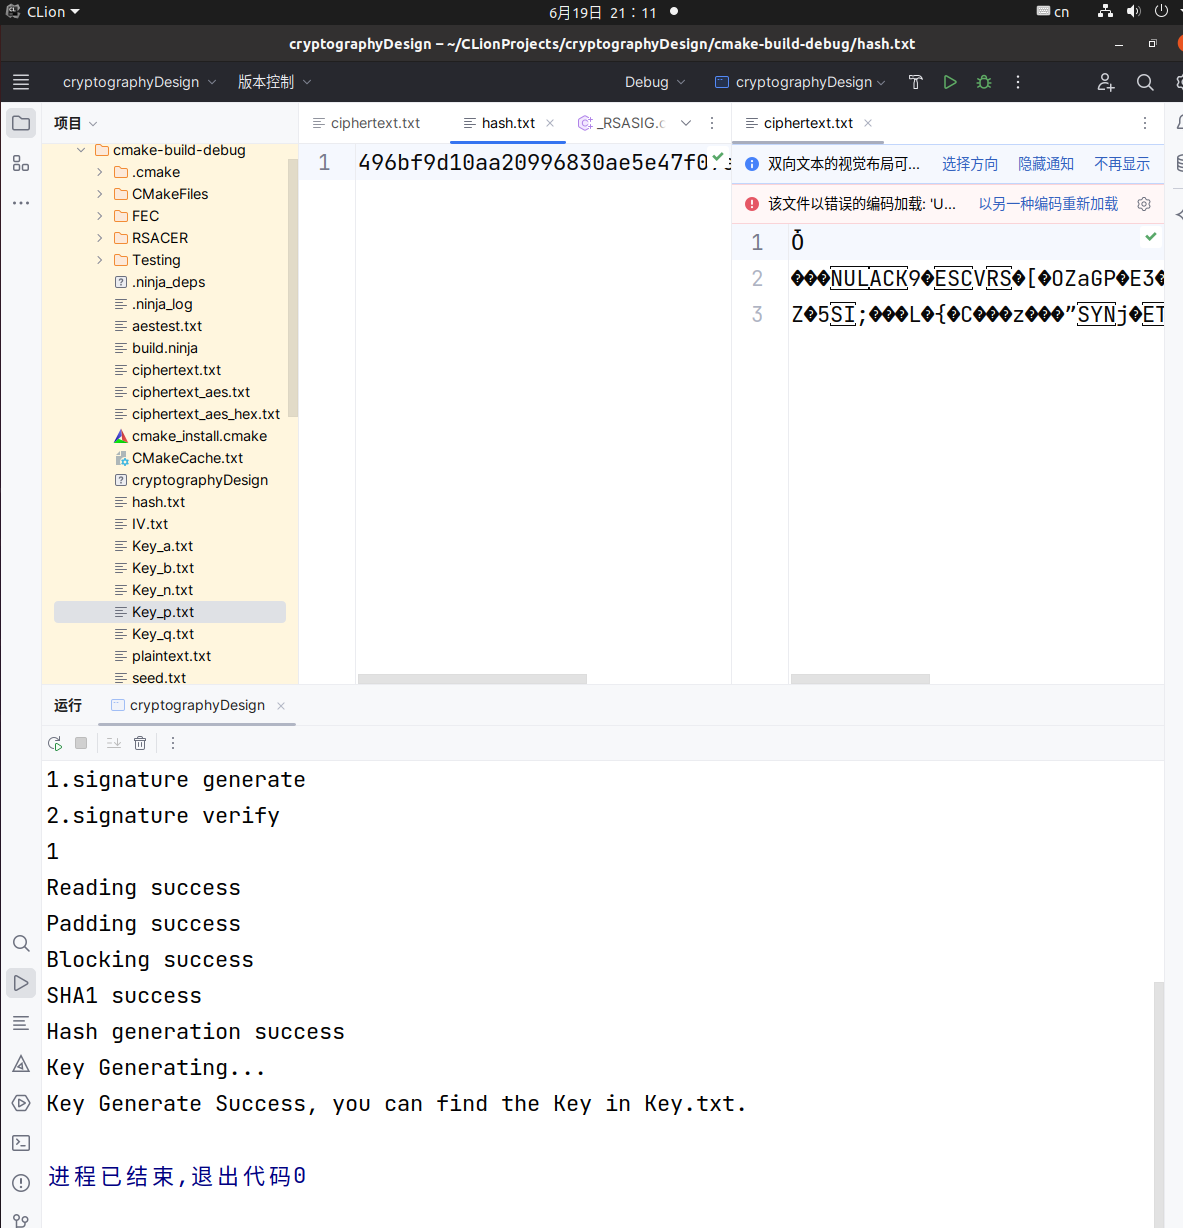 CLion
6月19日 21：11
cn
cryptographyDesign – ~/CLionProjects/cryptographyDesign/cmake-build-debug/hash.txt
cryptographyDesign
版本控制
Debug
cryptographyDesign
项目
ciphertext.txt
hash.txt
_RSASIG.c
ciphertext.txt
cmake-build-debug
.cmake
CMakeFiles
FEC
RSACER
Testing
.ninja_deps
.ninja_log
aestest.txt
build.ninja
ciphertext.txt
ciphertext_aes.txt
ciphertext_aes_hex.txt
cmake_install.cmake
CMakeCache.txt
cryptographyDesign
hash.txt
IV.txt
Key_a.txt
Key_b.txt
Key_n.txt
Key_p.txt
Key_q.txt
plaintext.txt
seed.txt
1 496bf9d10aa20996830ae5e47f0
双向文本的视觉布局可... 选择方向 隐藏通知 不再显示
该文件以错误的编码加载: 'U... 以另一种编码重新加载
1
2 ���NULACK9�ESCVRS�[�OZaGP�E3�
3 Z�5SI;���L�{�C���z���”SYNj�ET
运行
cryptographyDesign
1.signature generate
2.signature verify
1
Reading success
Padding success
Blocking success
SHA1 success
Hash generation success
Key Generating...
Key Generate Success, you can find the Key in Key.txt.
进程已结束,退出代码0